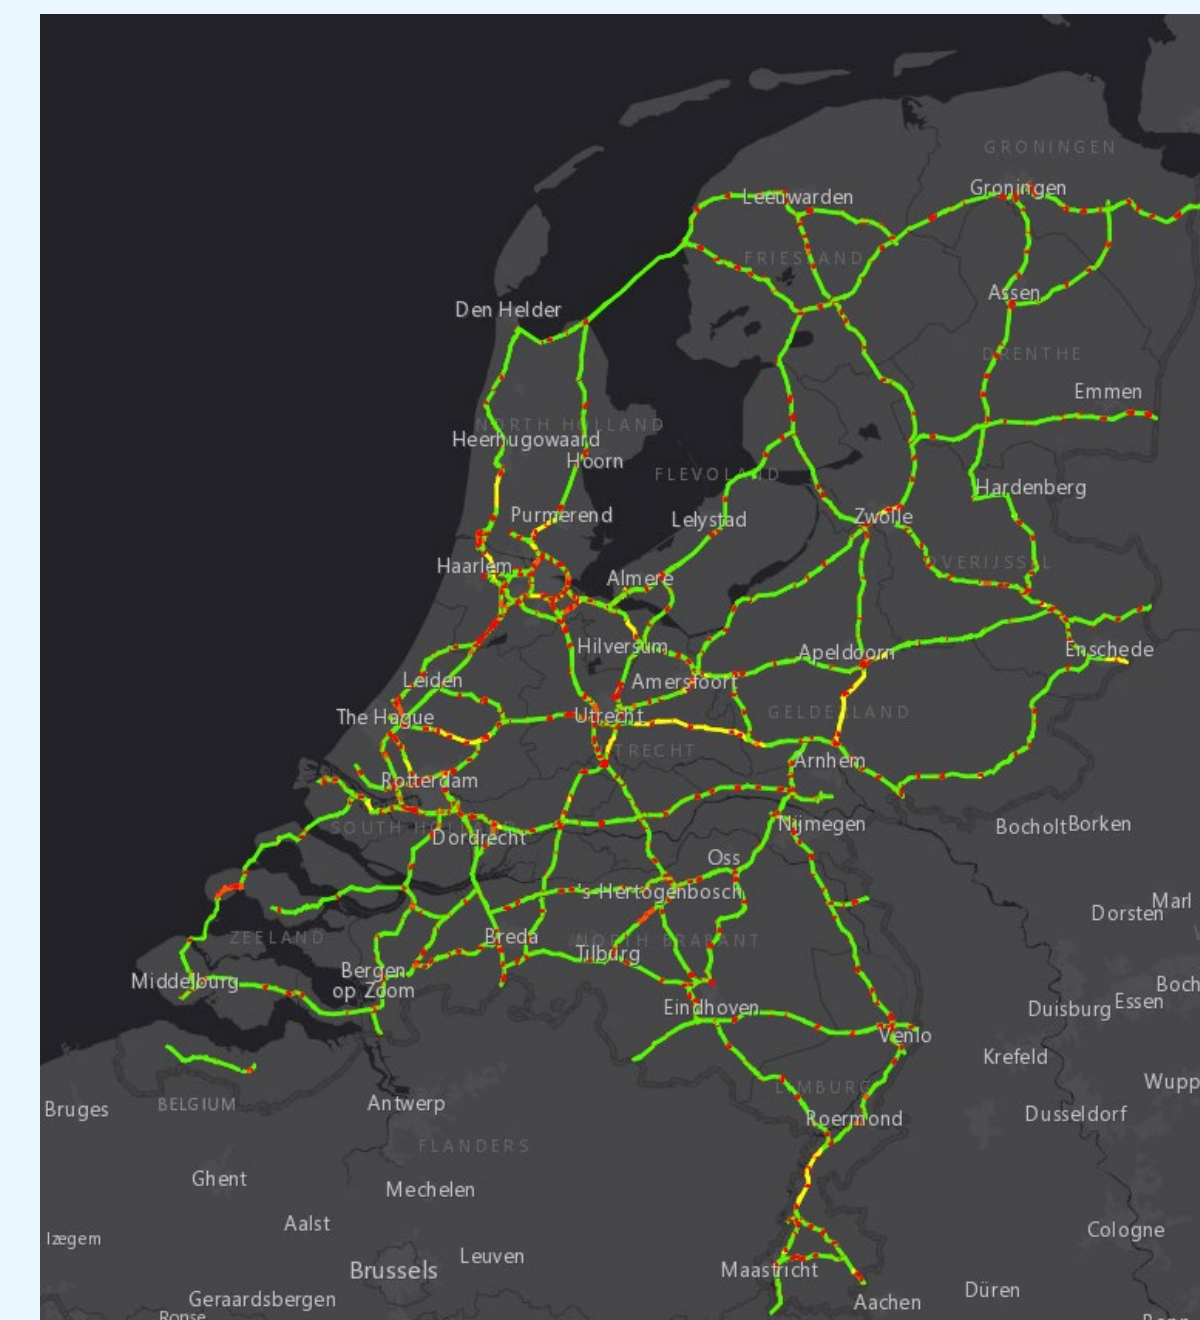 GRONINGEN
Groningen
Leeuwarden
FRIESLAND
Assen
Den Helder
DRENTHE
Emmen
NORTH HOLLAND
Heerhugowaard
Hoorn
FLEVOLAND
Hardenberg
Purmerend
Lelystad
Zwolle
Haarlem
OVERIJSSEL
Almere
Hilversum
Apeldoorn
Enschede
Leiden
Amersfoort
The Hague
Utrecht
GELDERLAND
UTRECHT
Arnhem
Rotterdam
SOUTH HOLLAND
Nijmegen
Bocholt
Borken
Dordrecht
Oss
's-Hertogenbosch
Marl
Dorsten
ZEELAND
Breda
NORTH BRABANT
Tilburg
Middelburg
Bergen
op Zoom
Boch
Essen
Eindhoven
Duisburg
Venlo
Krefeld
Wupp
LIMBURG
Bruges
BELGIUM
Antwerp
Roermond
Dusseldorf
FLANDERS
Ghent
Mechelen
Aalst
Cologne
Izegem
Leuven
Brussels
Maastricht
Düren
Geraardsbergen
Aachen
Ronse